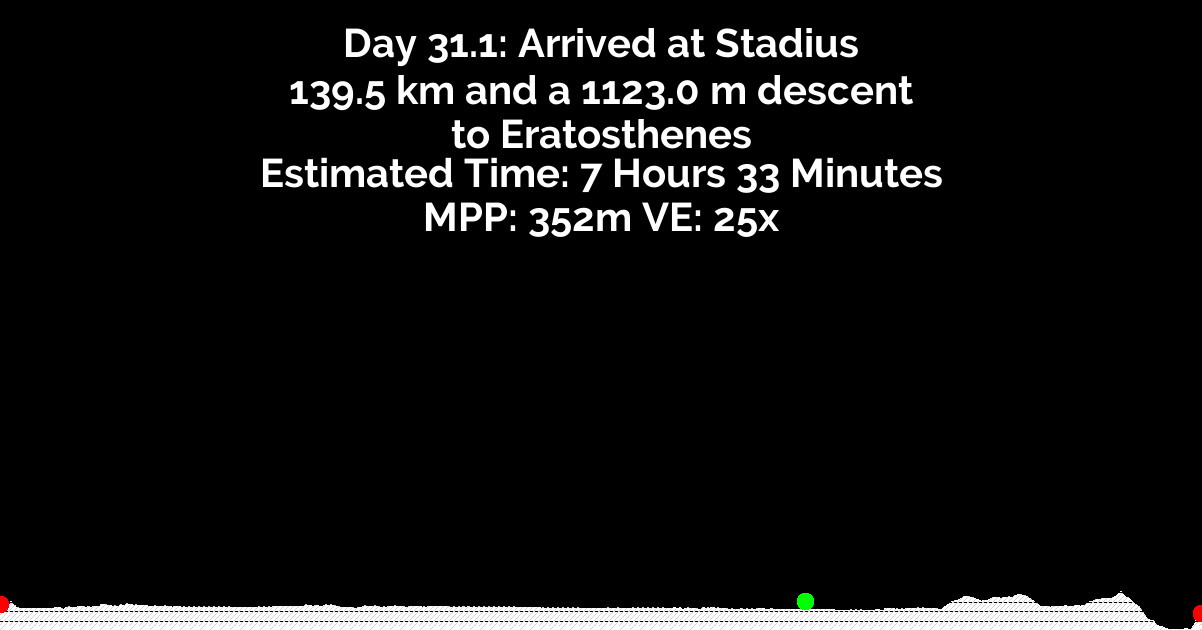 Day 31.1: Arrived at Stadius
139.5 km and a 1123.0 m descent
to Eratosthenes
Estimated Time: 7 Hours 33 Minutes
MPP: 352m VE: 25x